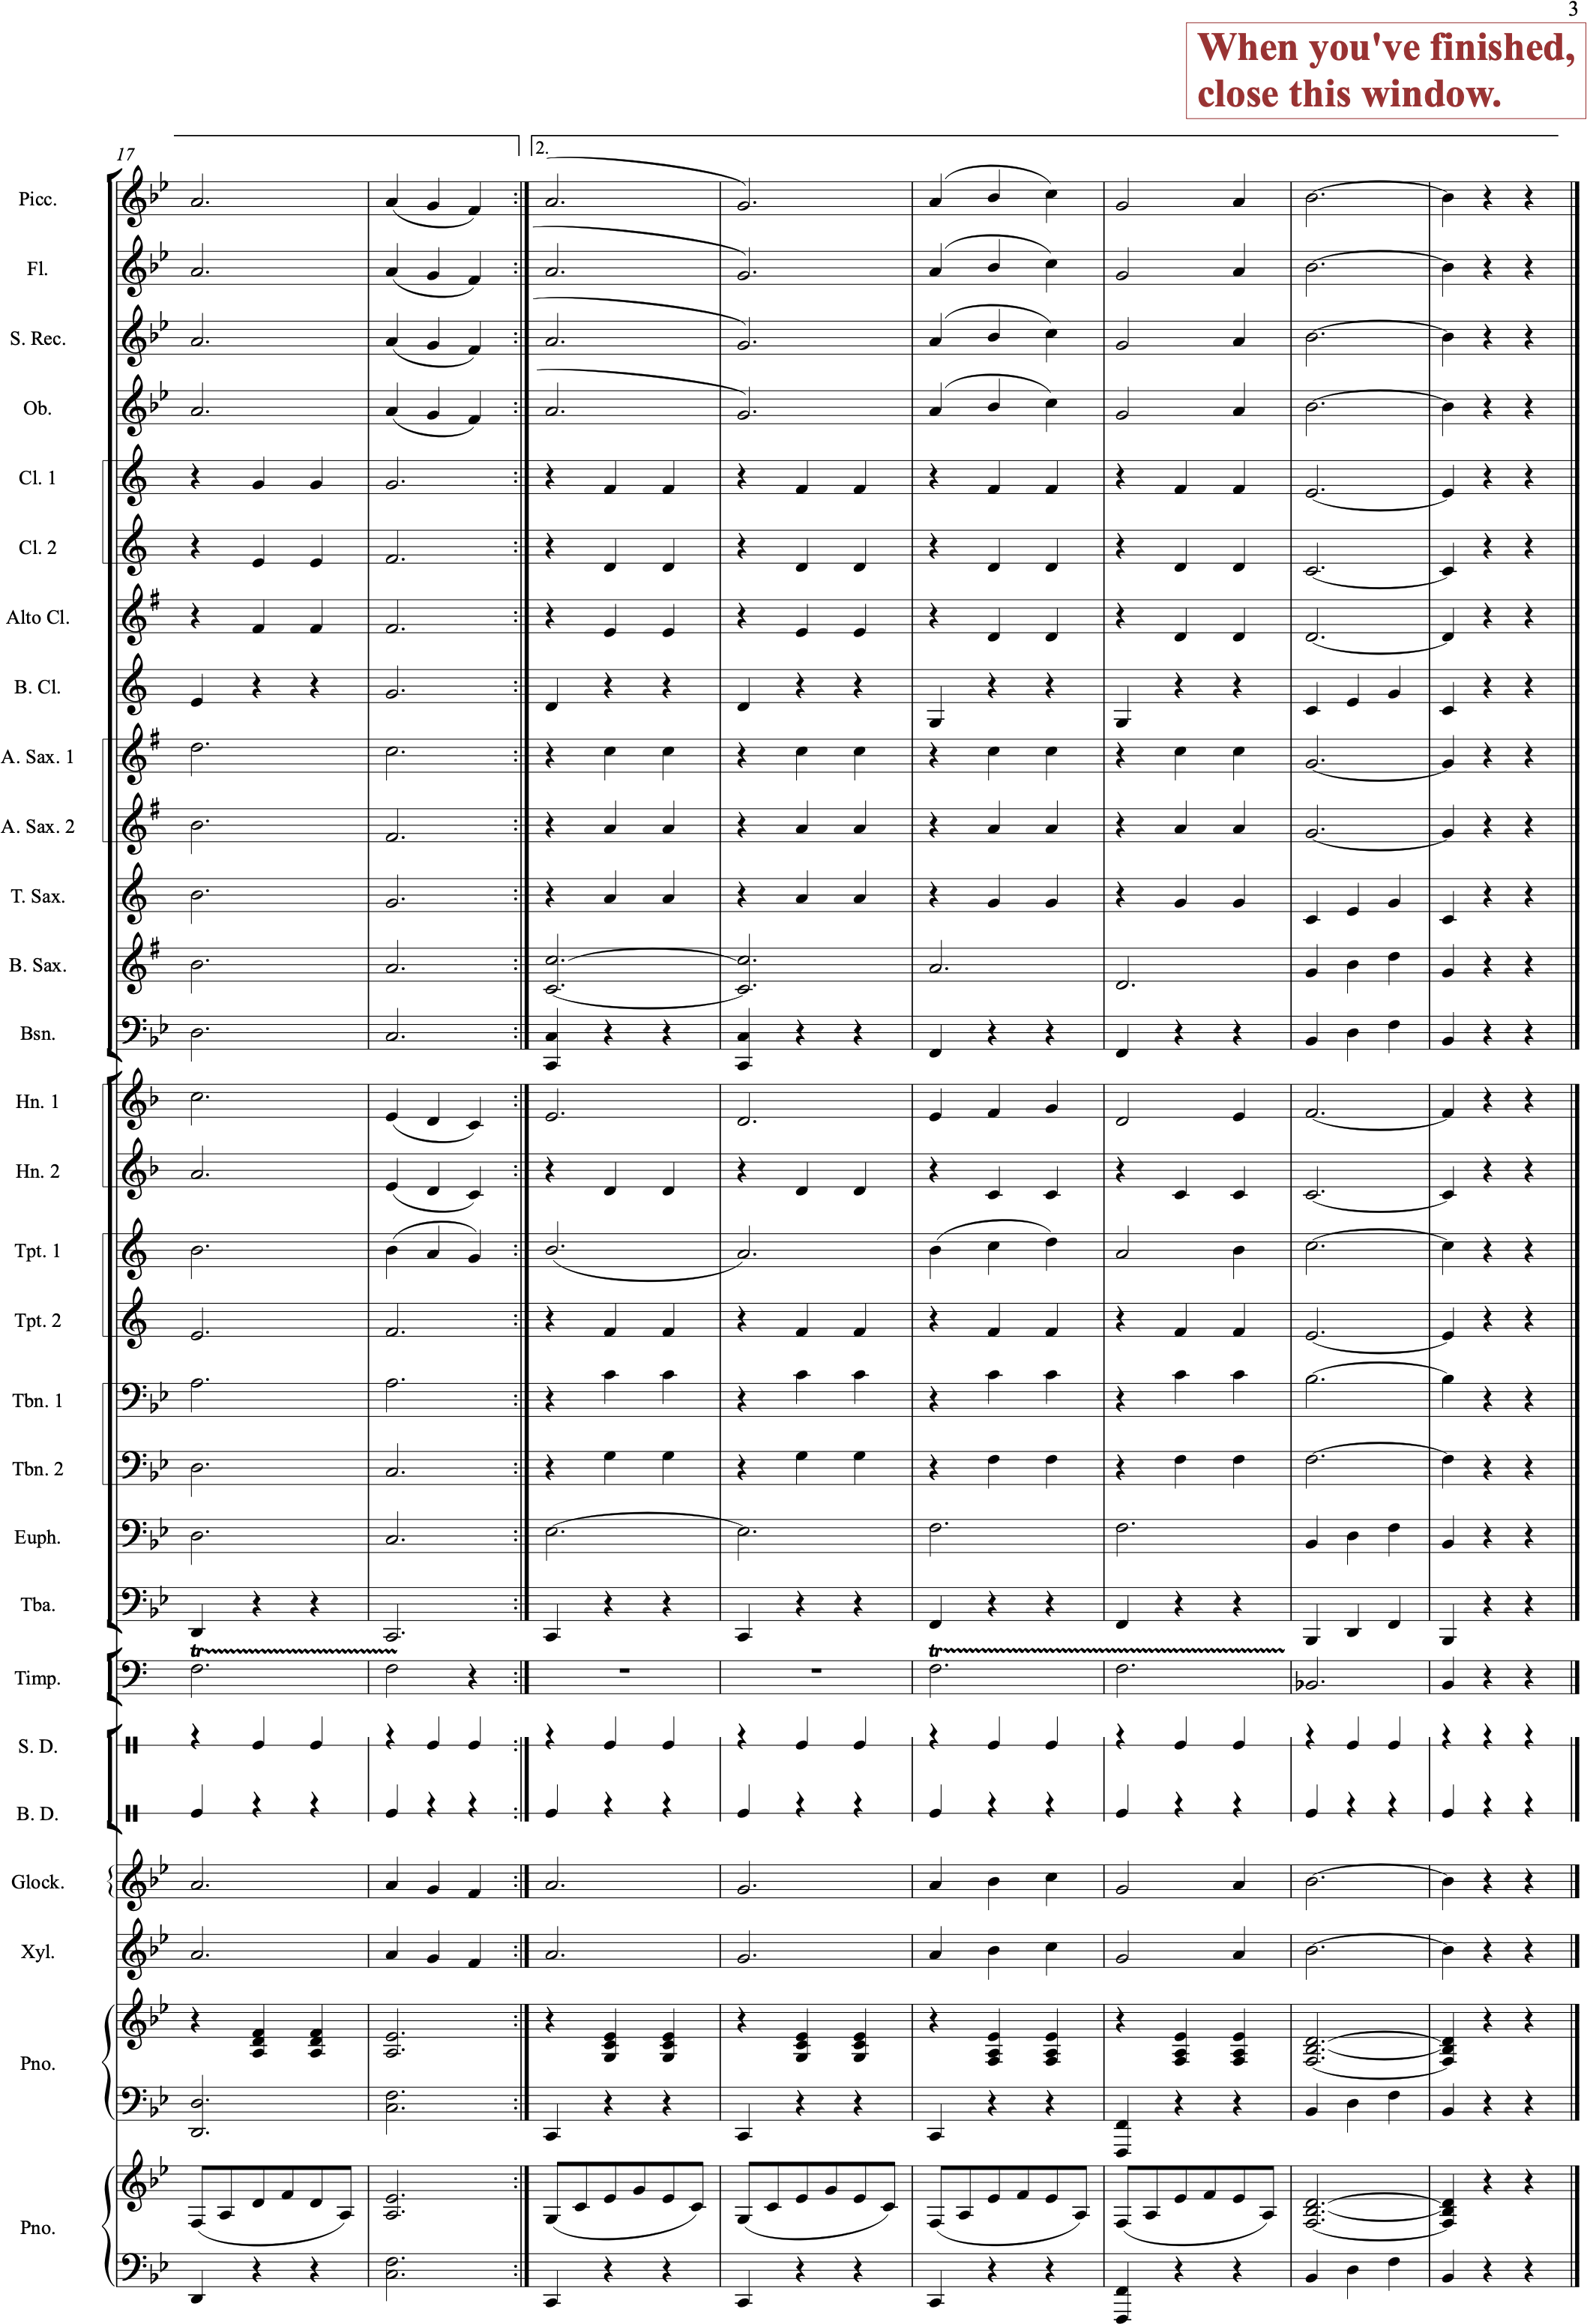 3
When you've finished,
close this window.
17
2.
Picc.
Fl.
S. Rec.
Ob.
Cl. 1
Cl. 2
Alto Cl.
B. Cl.
A. Sax. 1
A. Sax. 2
T. Sax.
B. Sax.
Bsn.
Hn. 1
Hn. 2
Tpt. 1
Tpt. 2
Tbn. 1
Tbn. 2
Euph.
Tba.
tr
tr
Timp.
S. D.
B. D.
Glock.
Xyl.
Pno.
Pno.